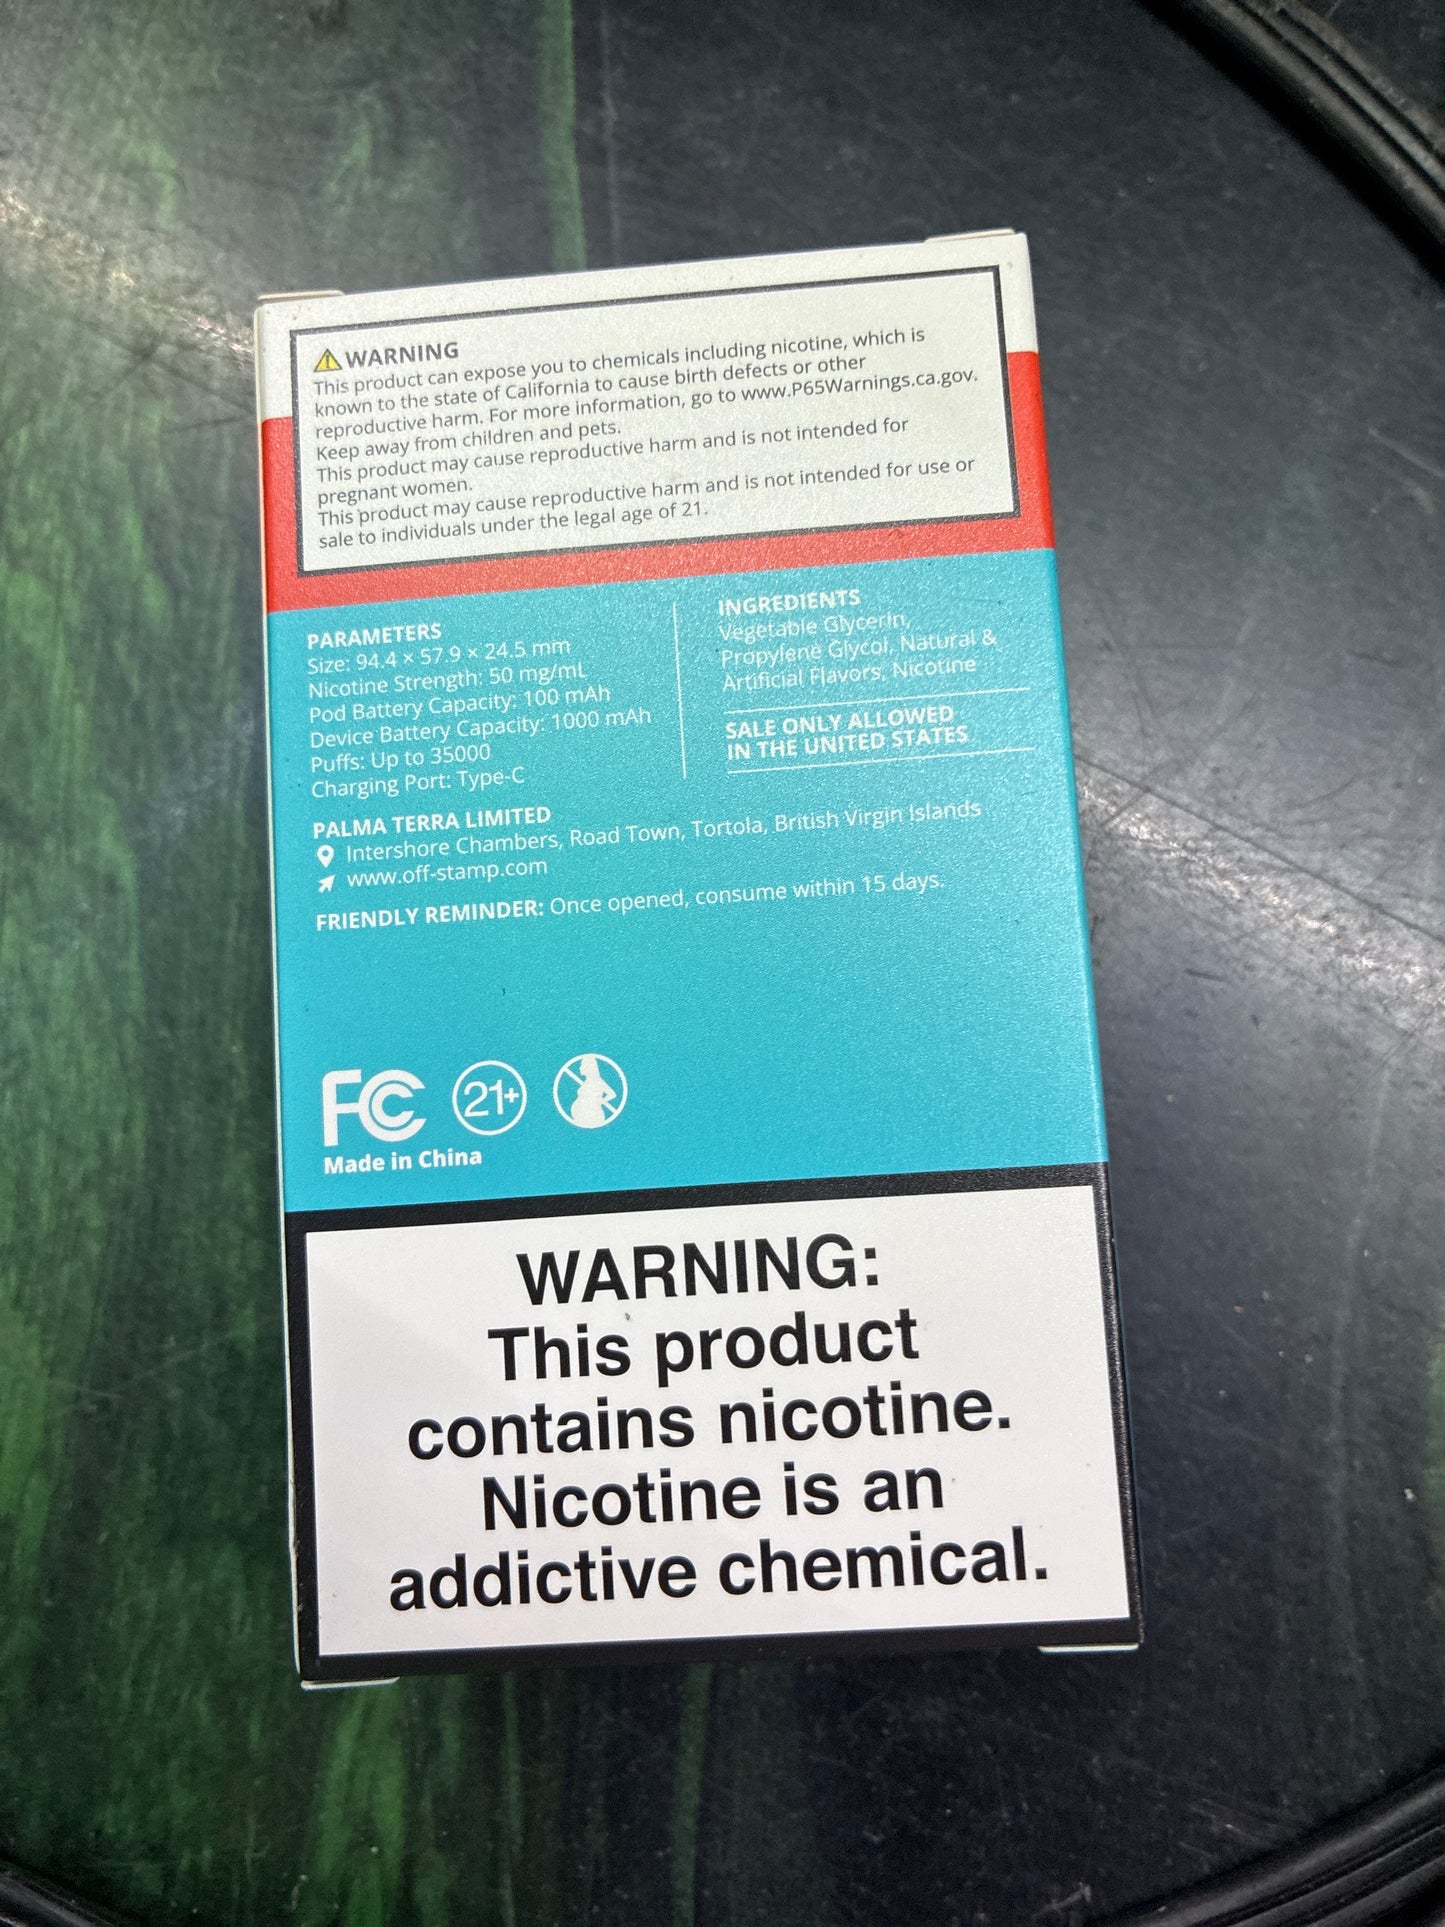 WARNING
This product can expose you to chemicals including nicotine, which is
known to the state of California to cause birth defects or other
reproductive harm. For more information, go to www.P65Warnings.ca.gov.
Keep away from children and pets.
This product may cause reproductive harm and is not intended for
pregnant women.
This product may cause reproductive harm and is not intended for use or
sale to individuals under the legal age of 21.
PARAMETERS
Size: 94.4 × 57.9 × 24.5 mm
Nicotine Strength: 50 mg/mL
Pod Battery Capacity: 100 mAh
Device Battery Capacity: 1000 mAh
Puffs: Up to 35000
Charging Port: Type-C
INGREDIENTS
Vegetable Glycerin,
Propylene Glycol, Natural &
Artificial Flavors, Nicotine
SALE ONLY ALLOWED
IN THE UNITED STATES
PALMA TERRA LIMITED
Intershore Chambers, Road Town, Tortola, British Virgin Islands
www.off-stamp.com
FRIENDLY REMINDER: Once opened, consume within 15 days.
FC 21+
Made in China
WARNING:
This product
contains nicotine.
Nicotine is an
addictive chemical.